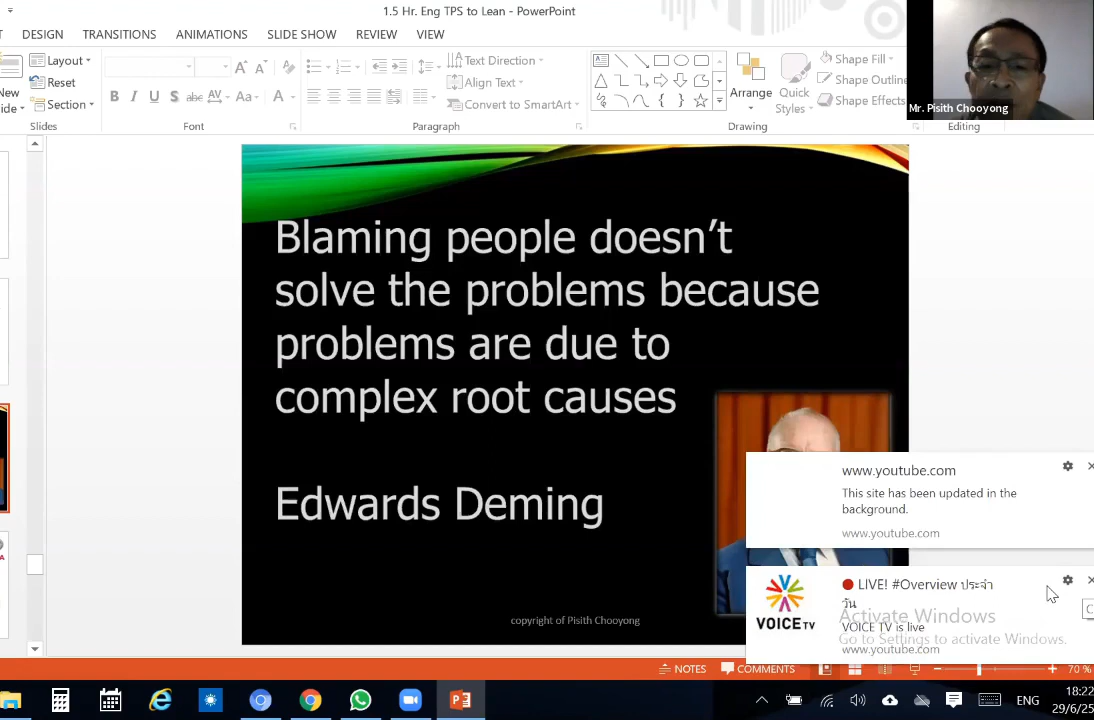 1.5 Hr. Eng TPS to Lean - PowerPoint
DESIGN TRANSITIONS ANIMATIONS SLIDE SHOW REVIEW VIEW
Layout
Reset
Section
Slides
B I U S abc AV Aa A
Font
Text Direction
Align Text
Convert to SmartArt
Paragraph
Arrange
Quick
Styles
Drawing
Shape Fill
Shape Outline
Shape Effects
Editing
Mr. Pisith Chooyong
Blaming people doesn’t
solve the problems because
problems are due to
complex root causes
Edwards Deming
copyright of Pisith Chooyong
www.youtube.com
This site has been updated in the
background.
www.youtube.com
LIVE! #Overview ประจำ
วัน
VOICE TV is live
www.youtube.com
VOICE TV
Activate Windows
Go to Settings to activate Windows.
NOTES COMMENTS 70 %
ENG
18:22
29/6/25